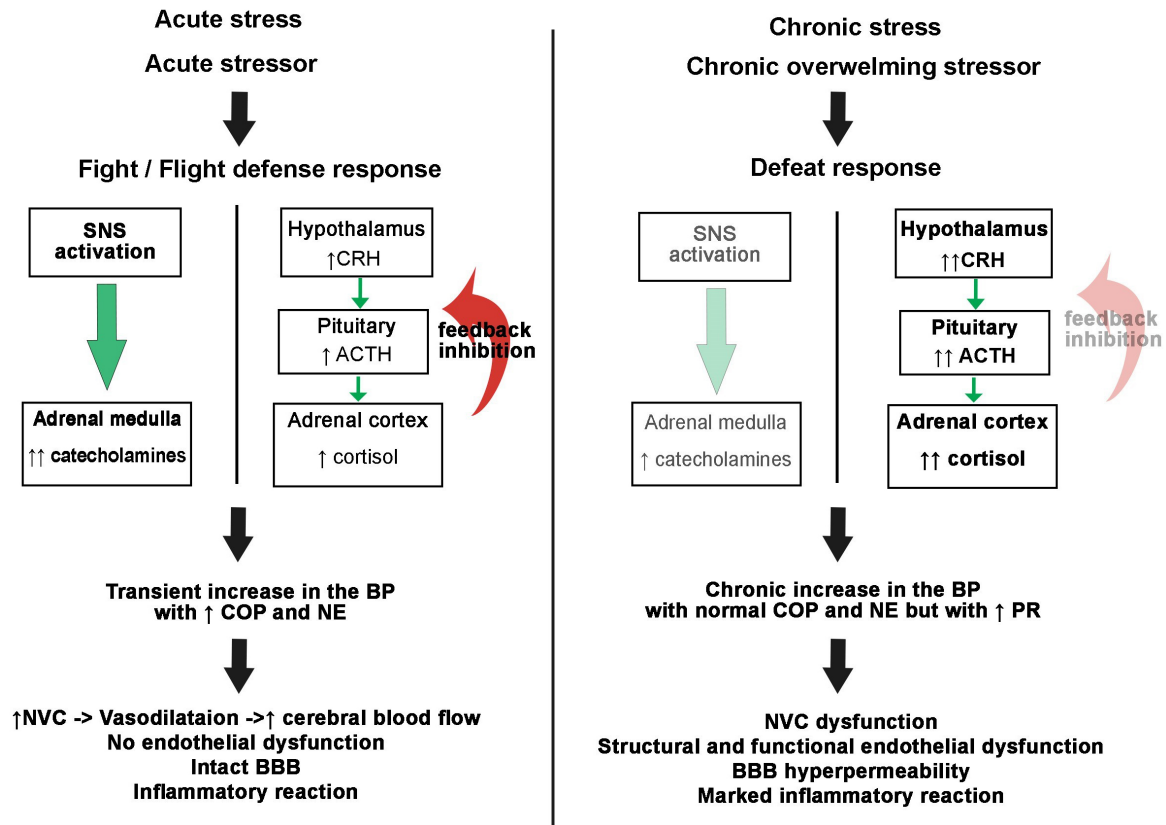 Acute stress
Acute stressor
Fight / Flight defense response
SNS
activation
Adrenal medulla
↑↑ catecholamines
Hypothalamus
↑CRH
Pituitary
↑ ACTH
Adrenal cortex
↑ cortisol
feedback
inhibition
Transient increase in the BP
with ↑ COP and NE
↑NVC -> Vasodilataion ->↑ cerebral blood flow
No endothelial dysfunction
Intact BBB
Inflammatory reaction
Chronic stress
Chronic overwelming stressor
Defeat response
SNS
activation
Adrenal medulla
↑ catecholamines
Hypothalamus
↑↑CRH
Pituitary
↑↑ ACTH
Adrenal cortex
↑↑ cortisol
feedback
inhibition
Chronic increase in the BP
with normal COP and NE but with ↑ PR
NVC dysfunction
Structural and functional endothelial dysfunction
BBB hyperpermeability
Marked inflammatory reaction